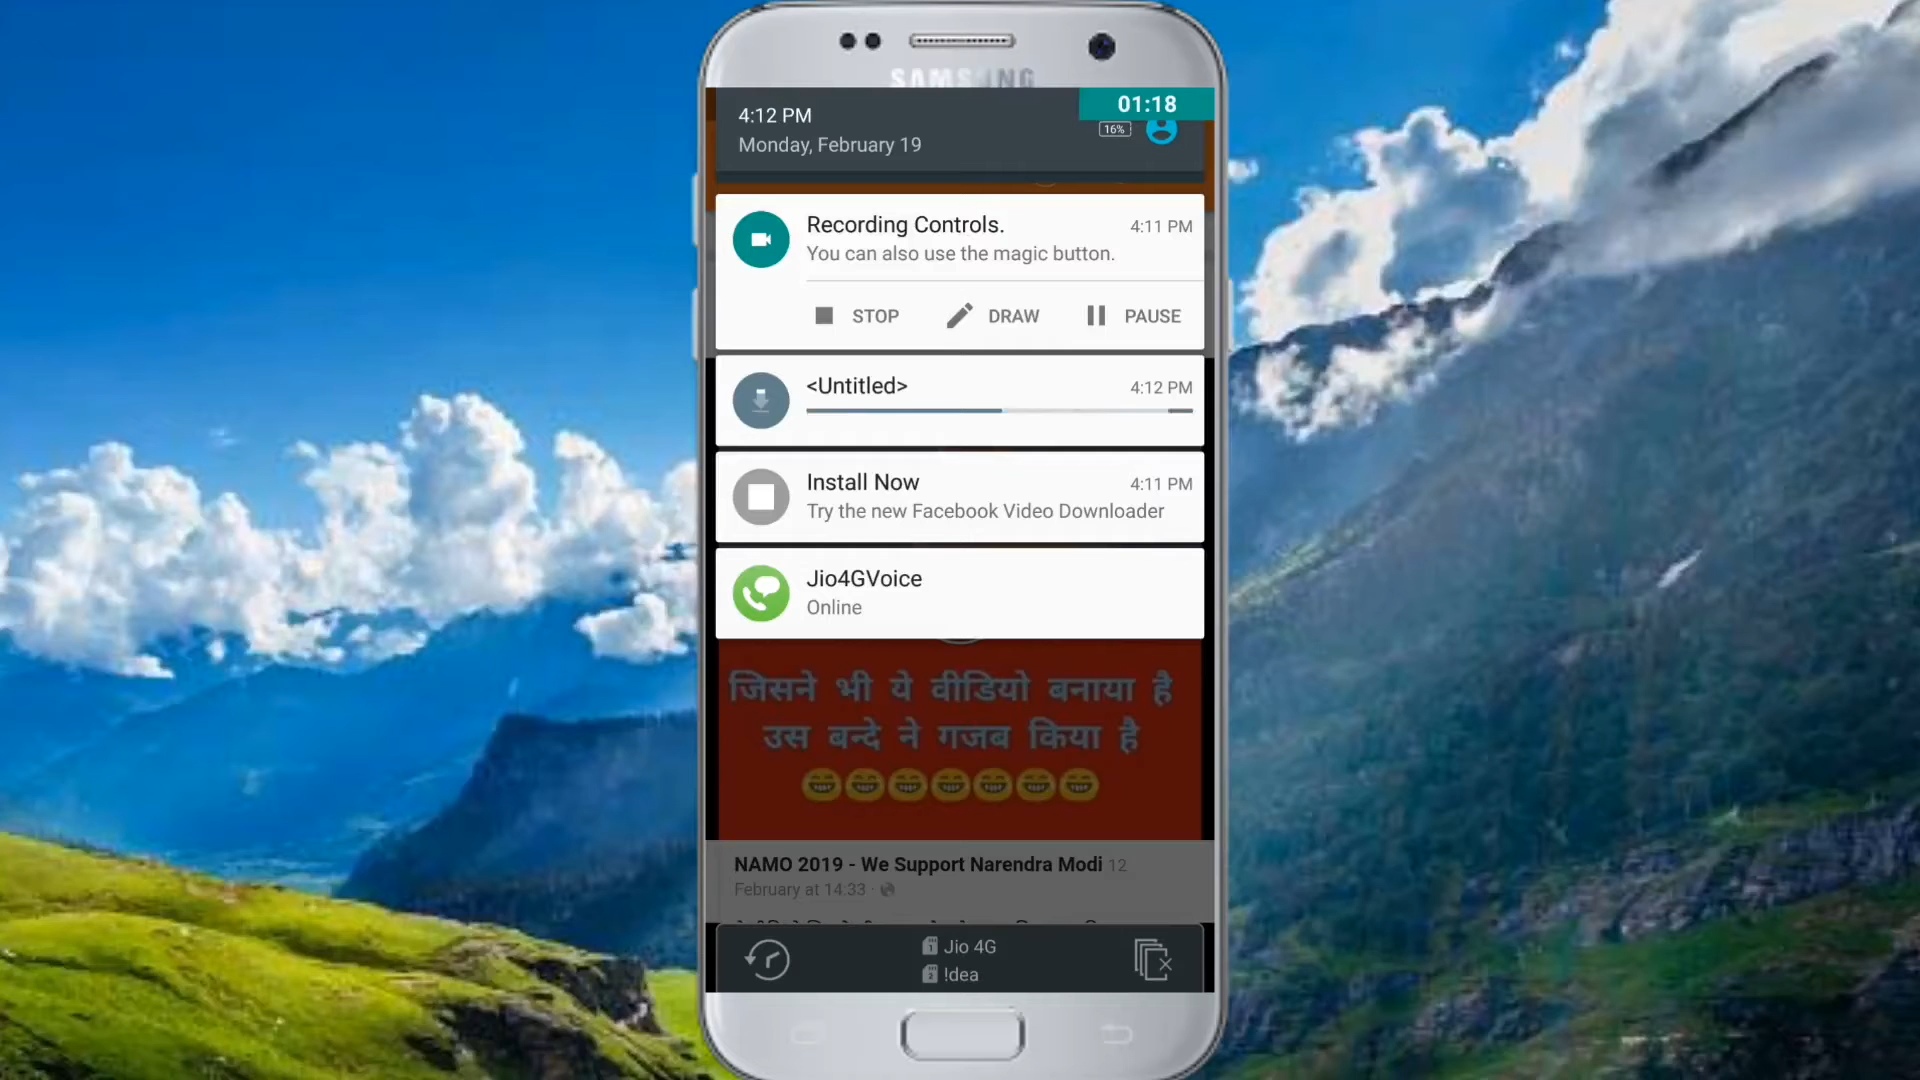 SAMSUNG
01:18
4:12 PM
16%
Monday, February 19
Recording Controls.
4:11 PM
You can also use the magic button.
STOP
DRAW
PAUSE
<Untitled>
4:12 PM
Install Now
4:11 PM
Try the new Facebook Video Downloader
Jio4GVoice
Online
जिसने भी ये वीडियो बनाया है
उस बन्दे ने गजब किया है
NAMO 2019 - We Support Narendra Modi 12
February at 14:33 ·
1 Jio 4G
2 !dea